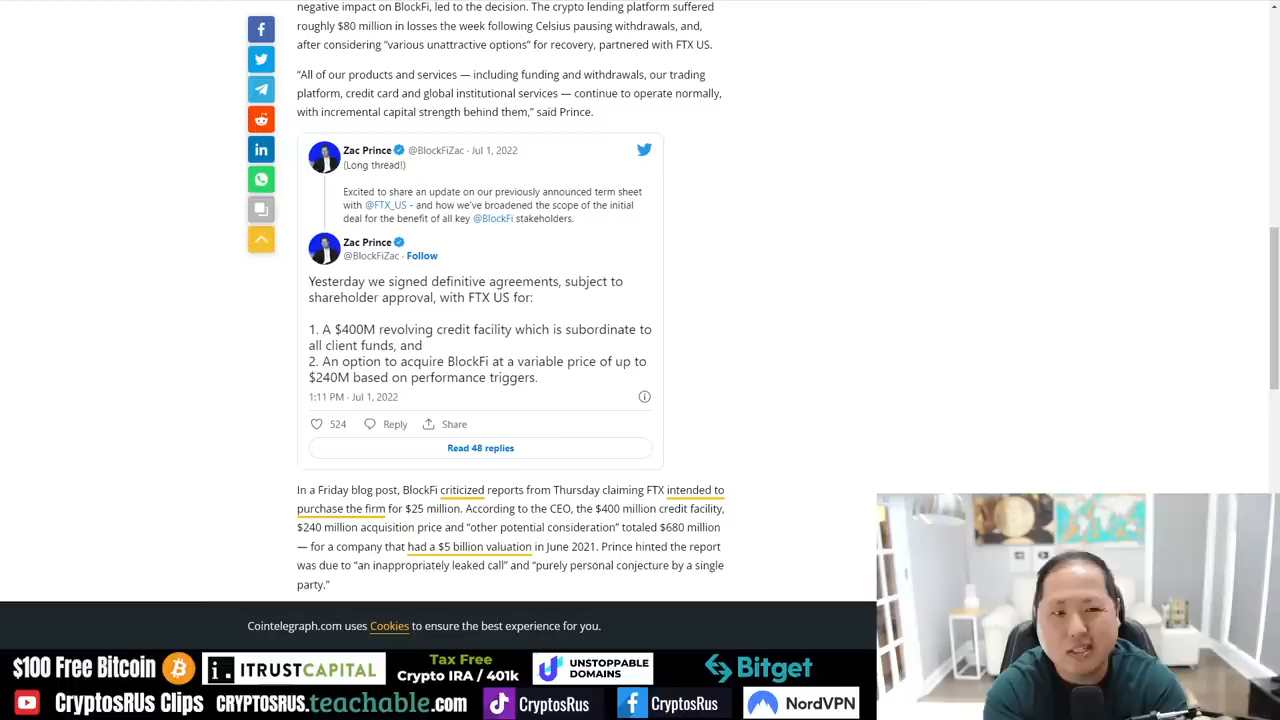 negative impact on BlockFi, led to the decision. The crypto lending platform suffered
roughly $80 million in losses the week following Celsius pausing withdrawals, and,
after considering "various unattractive options" for recovery, partnered with FTX US.
"All of our products and services — including funding and withdrawals, our trading
platform, credit card and global institutional services — continue to operate normally,
with incremental capital strength behind them," said Prince.
Zac Prince @BlockFiZac · Jul 1, 2022
(Long thread!)
Excited to share an update on our previously announced term sheet
with @FTX_US - and how we've broadened the scope of the initial
deal for the benefit of all key @BlockFi stakeholders.
Zac Prince
@BlockFiZac · Follow
Yesterday we signed definitive agreements, subject to
shareholder approval, with FTX US for:
1. A $400M revolving credit facility which is subordinate to
all client funds, and
2. An option to acquire BlockFi at a variable price of up to
$240M based on performance triggers.
1:11 PM · Jul 1, 2022
524 Reply Share
Read 48 replies
In a Friday blog post, BlockFi criticized reports from Thursday claiming FTX intended to
purchase the firm for $25 million. According to the CEO, the $400 million credit facility,
$240 million acquisition price and "other potential consideration" totaled $680 million
— for a company that had a $5 billion valuation in June 2021. Prince hinted the report
was due to "an inappropriately leaked call" and "purely personal conjecture by a single
party."
Cointelegraph.com uses Cookies to ensure the best experience for you.
$100 Free Bitcoin ITRUSTCAPITAL Tax Free Crypto IRA / 401k UNSTOPPABLE DOMAINS Bitget
CryptosRUs Clips CRYPTOSRUS.teachable.com CryptosRus CryptosRus NordVPN